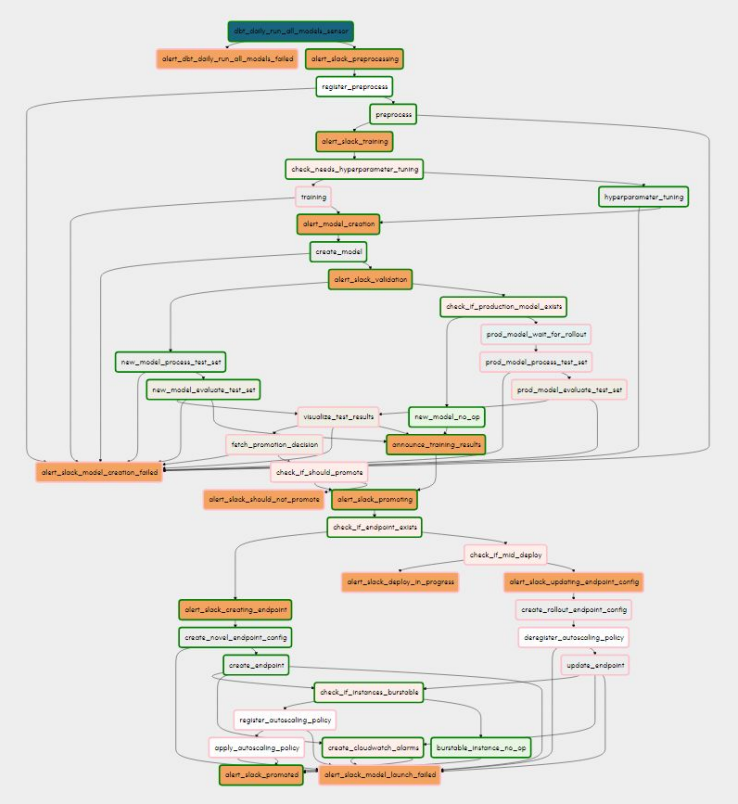 dbt_daily_run_all_models_sensor
alert_dbt_daily_run_all_models_failed
alert_slack_preprocessing
register_preprocess
preprocess
alert_slack_training
check_needs_hyperparameter_tuning
training
hyperparameter_tuning
alert_model_creation
create_model
alert_slack_validation
check_if_production_model_exists
prod_model_wait_for_rollout
new_model_process_test_set
prod_model_process_test_set
new_model_evaluate_test_set
prod_model_evaluate_test_set
visualize_test_results
new_model_no_op
fetch_promotion_decision
announce_training_results
alert_slack_model_creation_failed
check_if_should_promote
alert_slack_should_not_promote
alert_slack_promoting
check_if_endpoint_exists
check_if_mid_deploy
alert_slack_deploy_in_progress
alert_slack_updating_endpoint_config
alert_slack_creating_endpoint
create_rollout_endpoint_config
create_novel_endpoint_config
deregister_autoscaling_policy
create_endpoint
update_endpoint
check_if_instances_burstable
register_autoscaling_policy
apply_autoscaling_policy
create_cloudwatch_alarms
burstable_instance_no_op
alert_slack_promoted
alert_slack_model_launch_failed